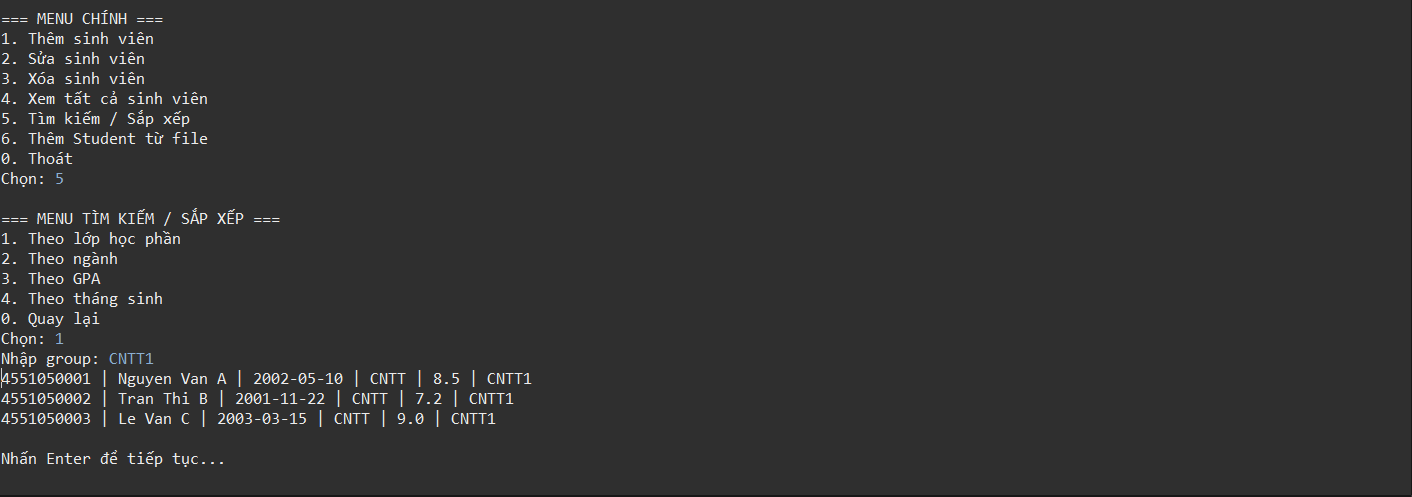 === MENU CHÍNH ===
1. Thêm sinh viên
2. Sửa sinh viên
3. Xóa sinh viên
4. Xem tất cả sinh viên
5. Tìm kiếm / Sắp xếp
6. Thêm Student từ file
0. Thoát
Chọn: 5
=== MENU TÌM KIẾM / SẮP XẾP ===
1. Theo lớp học phần
2. Theo ngành
3. Theo GPA
4. Theo tháng sinh
0. Quay lại
Chọn: 1
Nhập group: CNTT1
4551050001 | Nguyen Van A | 2002-05-10 | CNTT | 8.5 | CNTT1
4551050002 | Tran Thi B | 2001-11-22 | CNTT | 7.2 | CNTT1
4551050003 | Le Van C | 2003-03-15 | CNTT | 9.0 | CNTT1
Nhấn Enter để tiếp tục...